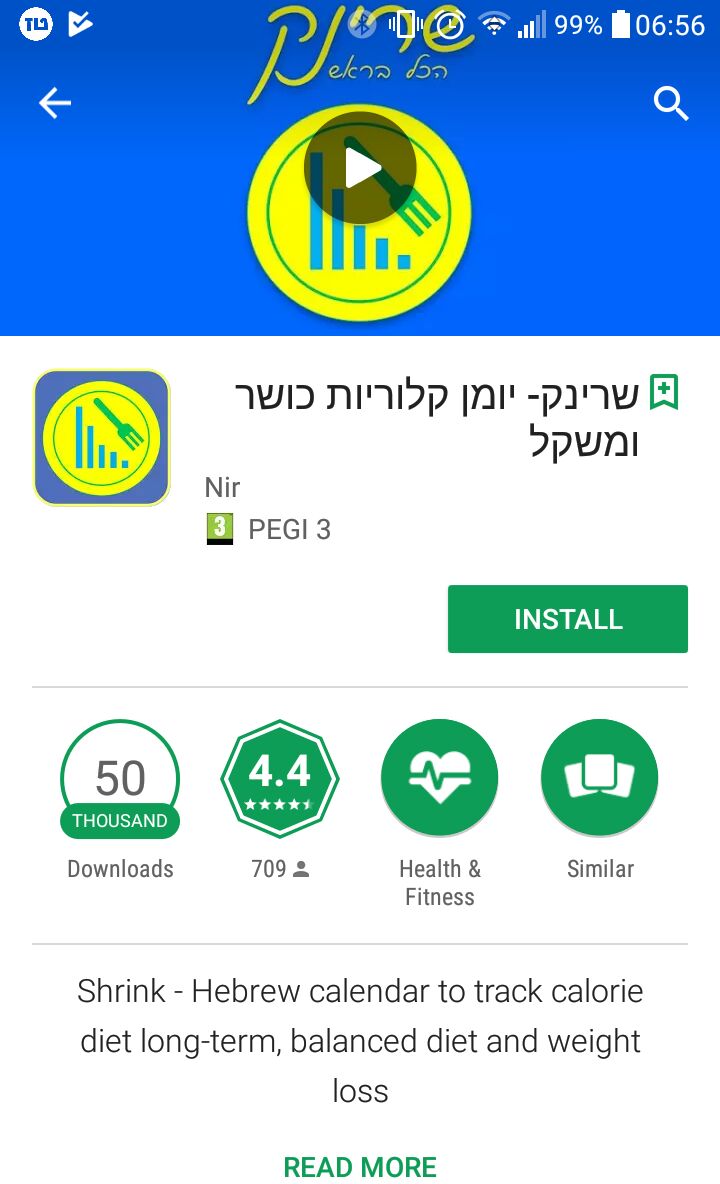 99% 06:56
שרינק
הכל בראש
שרינק- יומן קלוריות כושר
ומשקל
Nir
3 PEGI 3
INSTALL
50
THOUSAND
Downloads
4.4
709
Health &
Fitness
Similar
Shrink - Hebrew calendar to track calorie
diet long-term, balanced diet and weight
loss
READ MORE